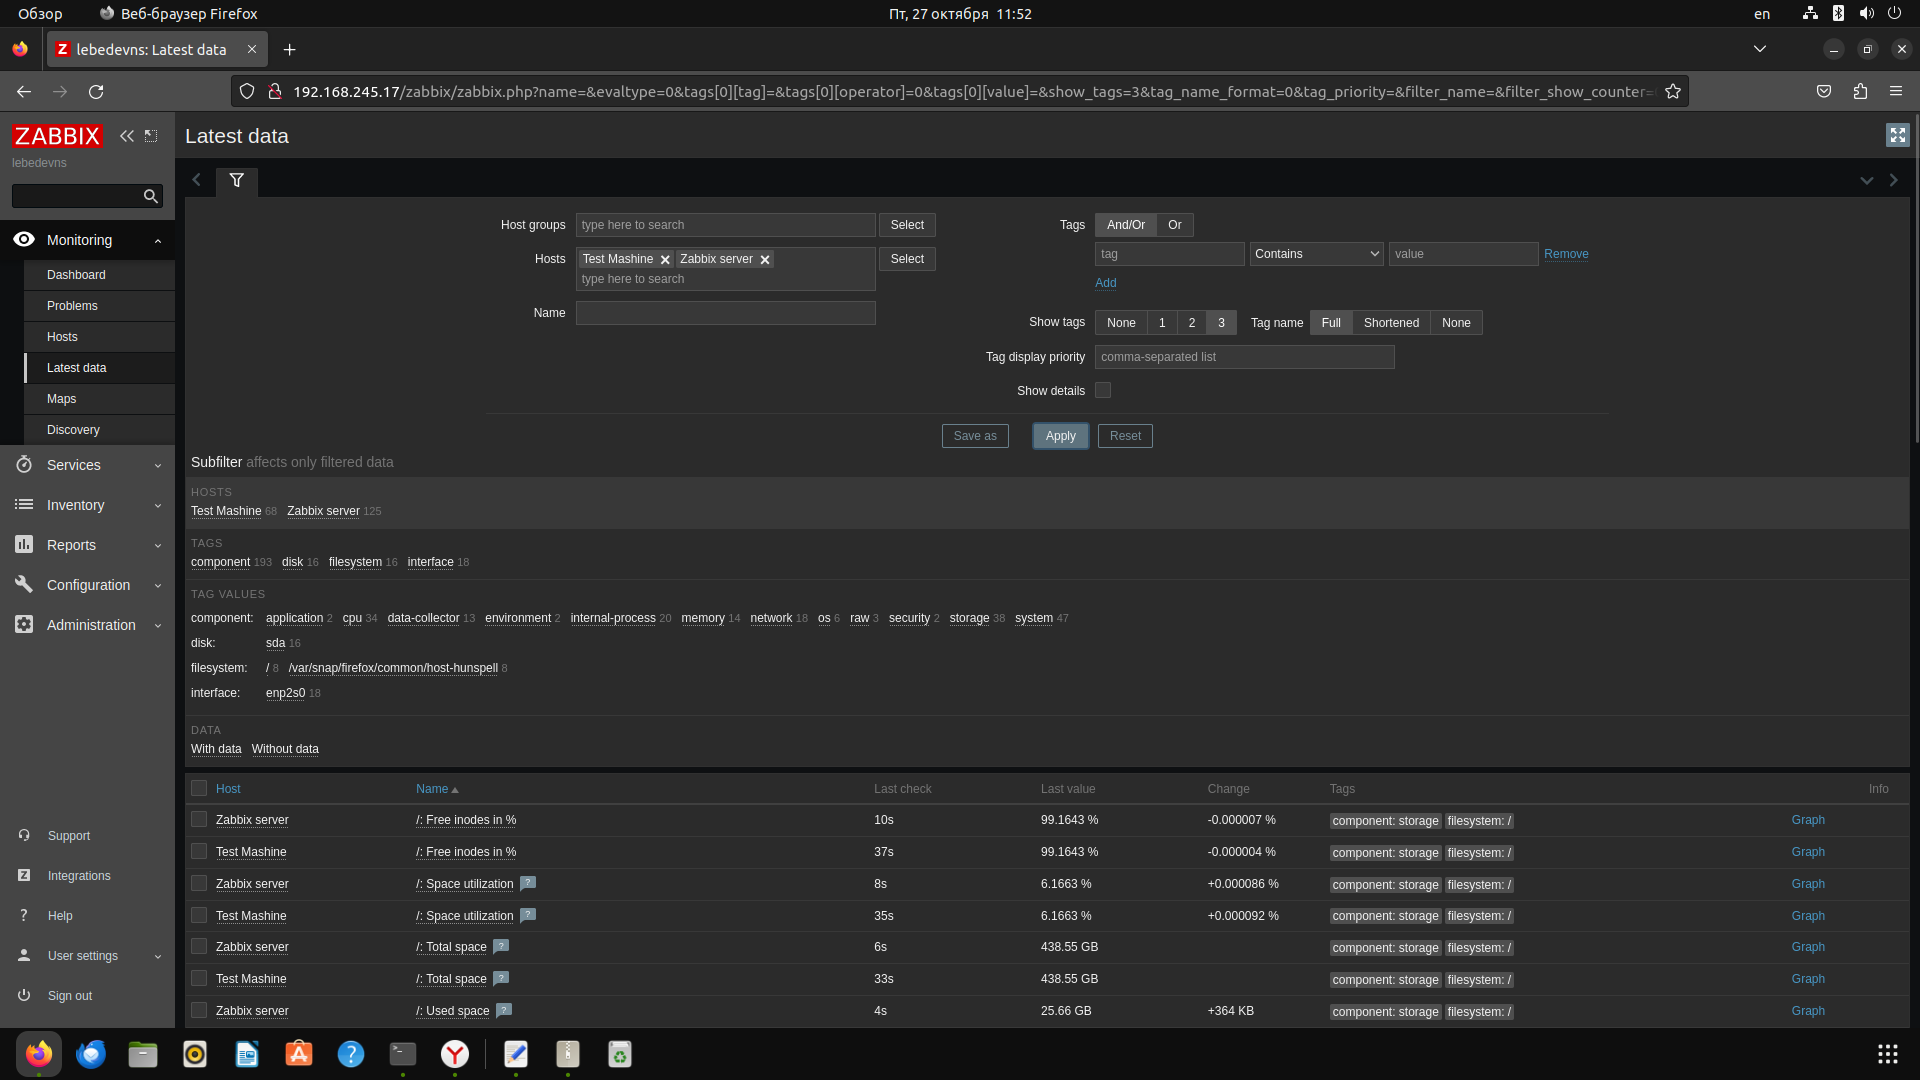 Обзор
Веб-браузер Firefox
Пт, 27 октября 11:52
en
Z lebedevns: Latest data
192.168.245.17/zabbix/zabbix.php?name=&evaltype=0&tags[0][tag]=&tags[0][operator]=0&tags[0][value]=&show_tags=3&tag_name_format=0&tag_priority=&filter_name=&filter_show_counter=
ZABBIX
lebedevns
Monitoring
Dashboard
Problems
Hosts
Latest data
Maps
Discovery
Services
Inventory
Reports
Configuration
Administration
Support
Z Integrations
? Help
User settings
Sign out
Latest data
Host groups type here to search Select
Hosts Test Mashine Zabbix server Select
type here to search
Name
Tags And/Or Or
tag Contains value Remove
Add
Show tags None 1 2 3 Tag name Full Shortened None
Tag display priority comma-separated list
Show details
Save as Apply Reset
Subfilter affects only filtered data
HOSTS
Test Mashine 68 Zabbix server 125
TAGS
component 193 disk 16 filesystem 16 interface 18
TAG VALUES
component: application 2 cpu 34 data-collector 13 environment 2 internal-process 20 memory 14 network 18 os 6 raw 3 security 2 storage 38 system 47
disk: sda 16
filesystem: / 8 /var/snap/firefox/common/host-hunspell 8
interface: enp2s0 18
DATA
With data Without data
Host Name Last check Last value Change Tags Info
Zabbix server /: Free inodes in % 10s 99.1643 % -0.000007 % component: storage filesystem: / Graph
Test Mashine /: Free inodes in % 37s 99.1643 % -0.000004 % component: storage filesystem: / Graph
Zabbix server /: Space utilization ? 8s 6.1663 % +0.000086 % component: storage filesystem: / Graph
Test Mashine /: Space utilization ? 35s 6.1663 % +0.000092 % component: storage filesystem: / Graph
Zabbix server /: Total space ? 6s 438.55 GB component: storage filesystem: / Graph
Test Mashine /: Total space ? 33s 438.55 GB component: storage filesystem: / Graph
Zabbix server /: Used space ? 4s 25.66 GB +364 KB component: storage filesystem: / Graph